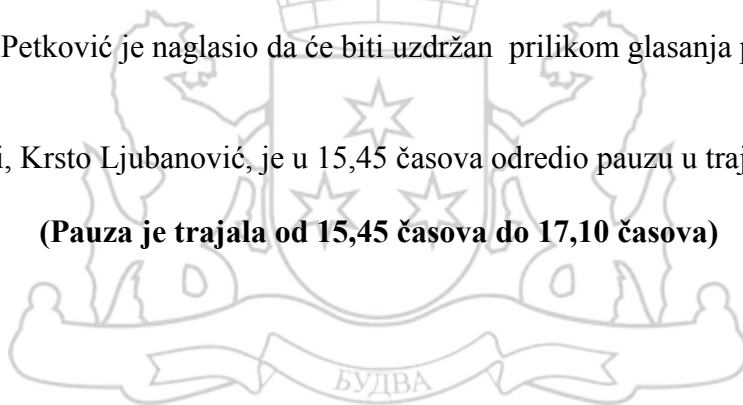 Petković je naglasio da će biti uzdržan prilikom glasanja
i, Krsto Ljubanović, je u 15,45 časova odredio pauzu u
(Pauza je trajala od 15,45 časova do 17,10 časova)
БУДВА